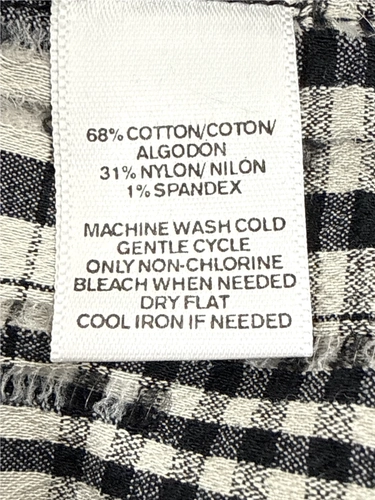 68% COTTON/COTON/
ALGODON
31% NYLON/ NILON
1% SPANDEX
MACHINE WASH COLD
GENTLE CYCLE
ONLY NON-CHLORINE
BLEACH WHEN NEEDED
DRY FLAT
COOL IRON IF NEEDED